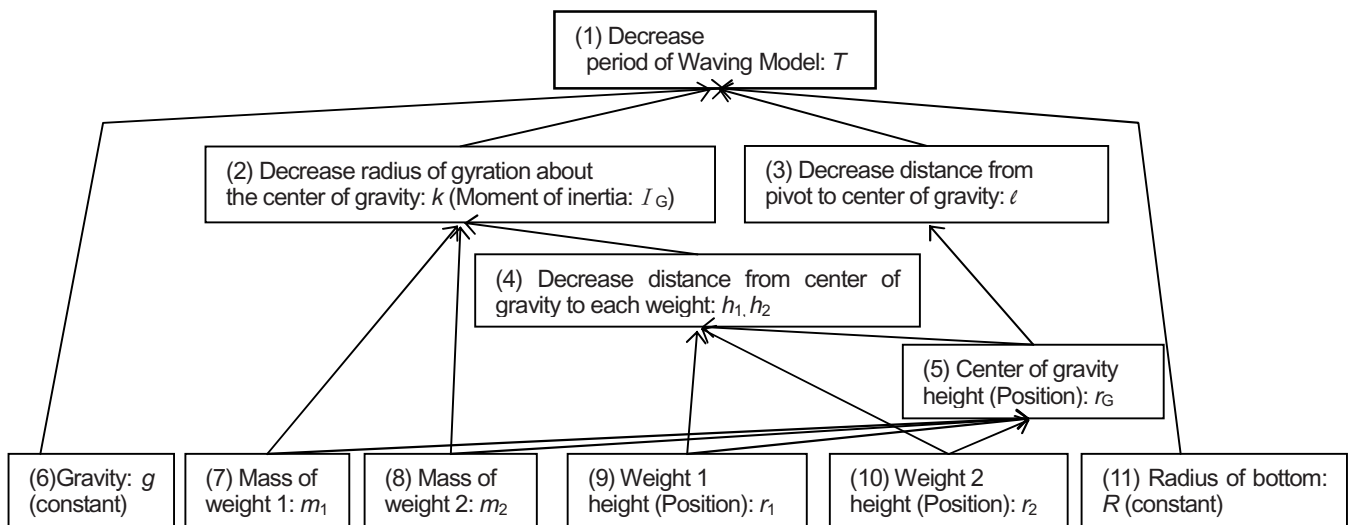 (1) Decrease
period of Waving Model: T
(2) Decrease radius of gyration about
the center of gravity: k (Moment of inertia: I G)
(3) Decrease distance from
pivot to center of gravity: ℓ
(4) Decrease distance from center of
gravity to each weight: h1, h2
(5) Center of gravity
height (Position): rG
(6)Gravity: g
(constant)
(7) Mass of
weight 1: m1
(8) Mass of
weight 2: m2
(9) Weight 1
height (Position): r1
(10) Weight 2
height (Position): r2
(11) Radius of bottom:
R (constant)